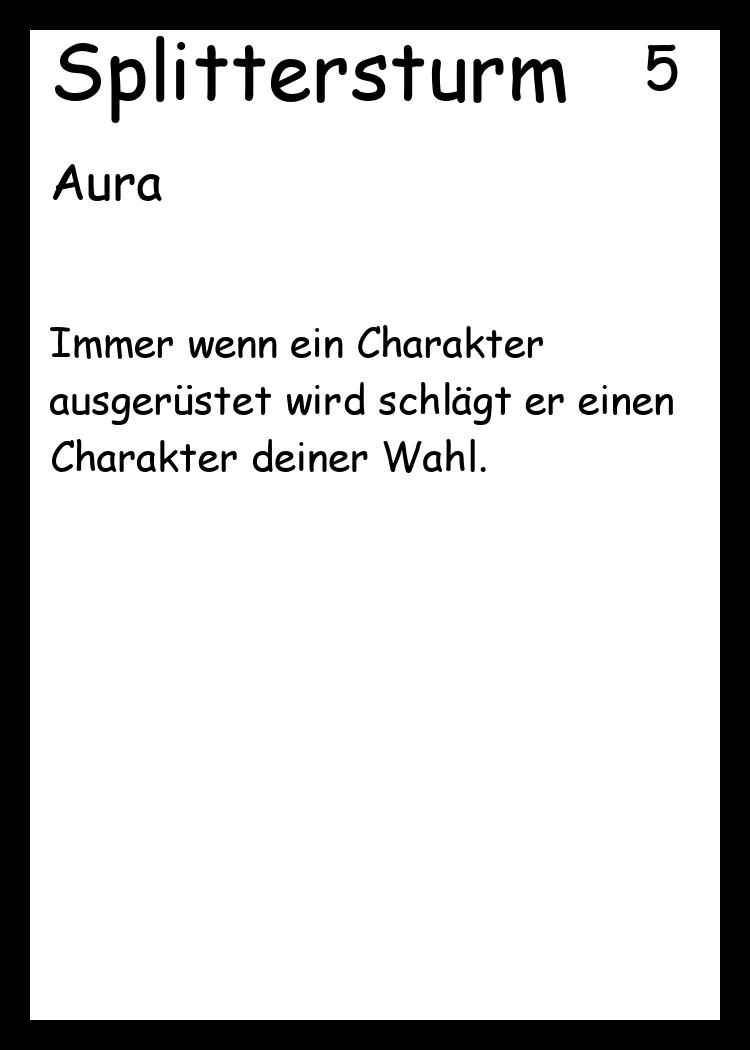 Splittersturm 5
Aura
Immer wenn ein Charakter
ausgerüstet wird schlägt er einen
Charakter deiner Wahl.